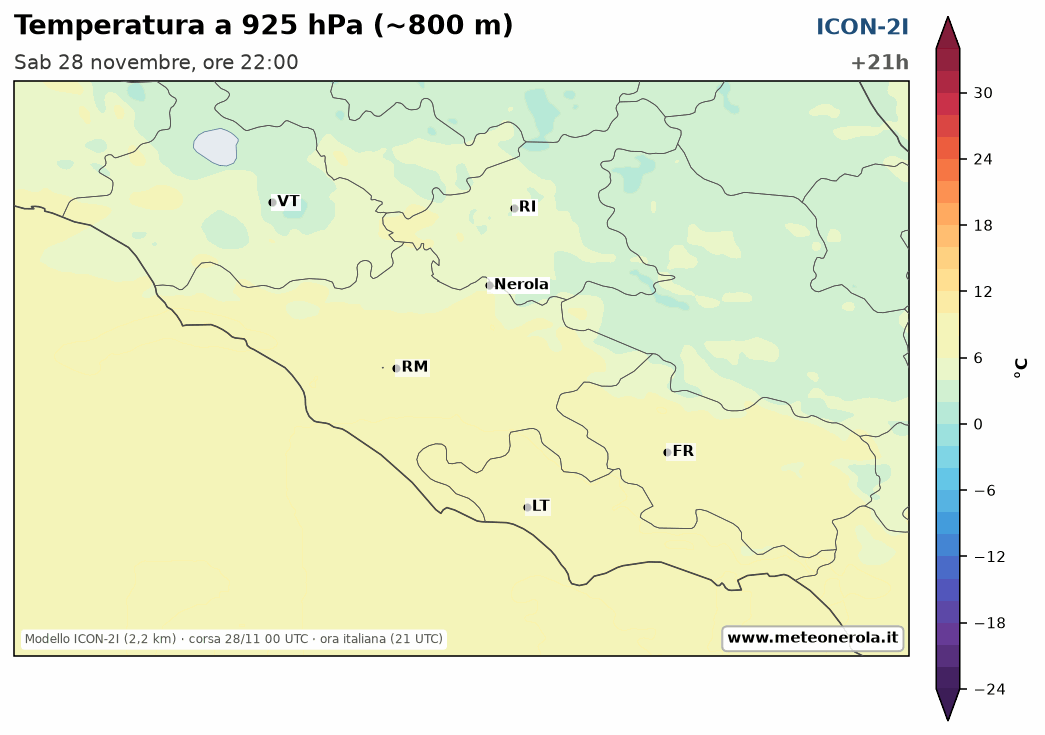 Temperatura a 925 hPa (~800 m)
ICON-2I
Sab 28 novembre, ore 22:00
+21h
VT
RI
Nerola
RM
FR
LT
30
24
18
12
6
0
−6
−12
−18
−24
°C
Modello ICON-2I (2,2 km) · corsa 28/11 00 UTC · ora italiana (21 UTC)
www.meteonerola.it